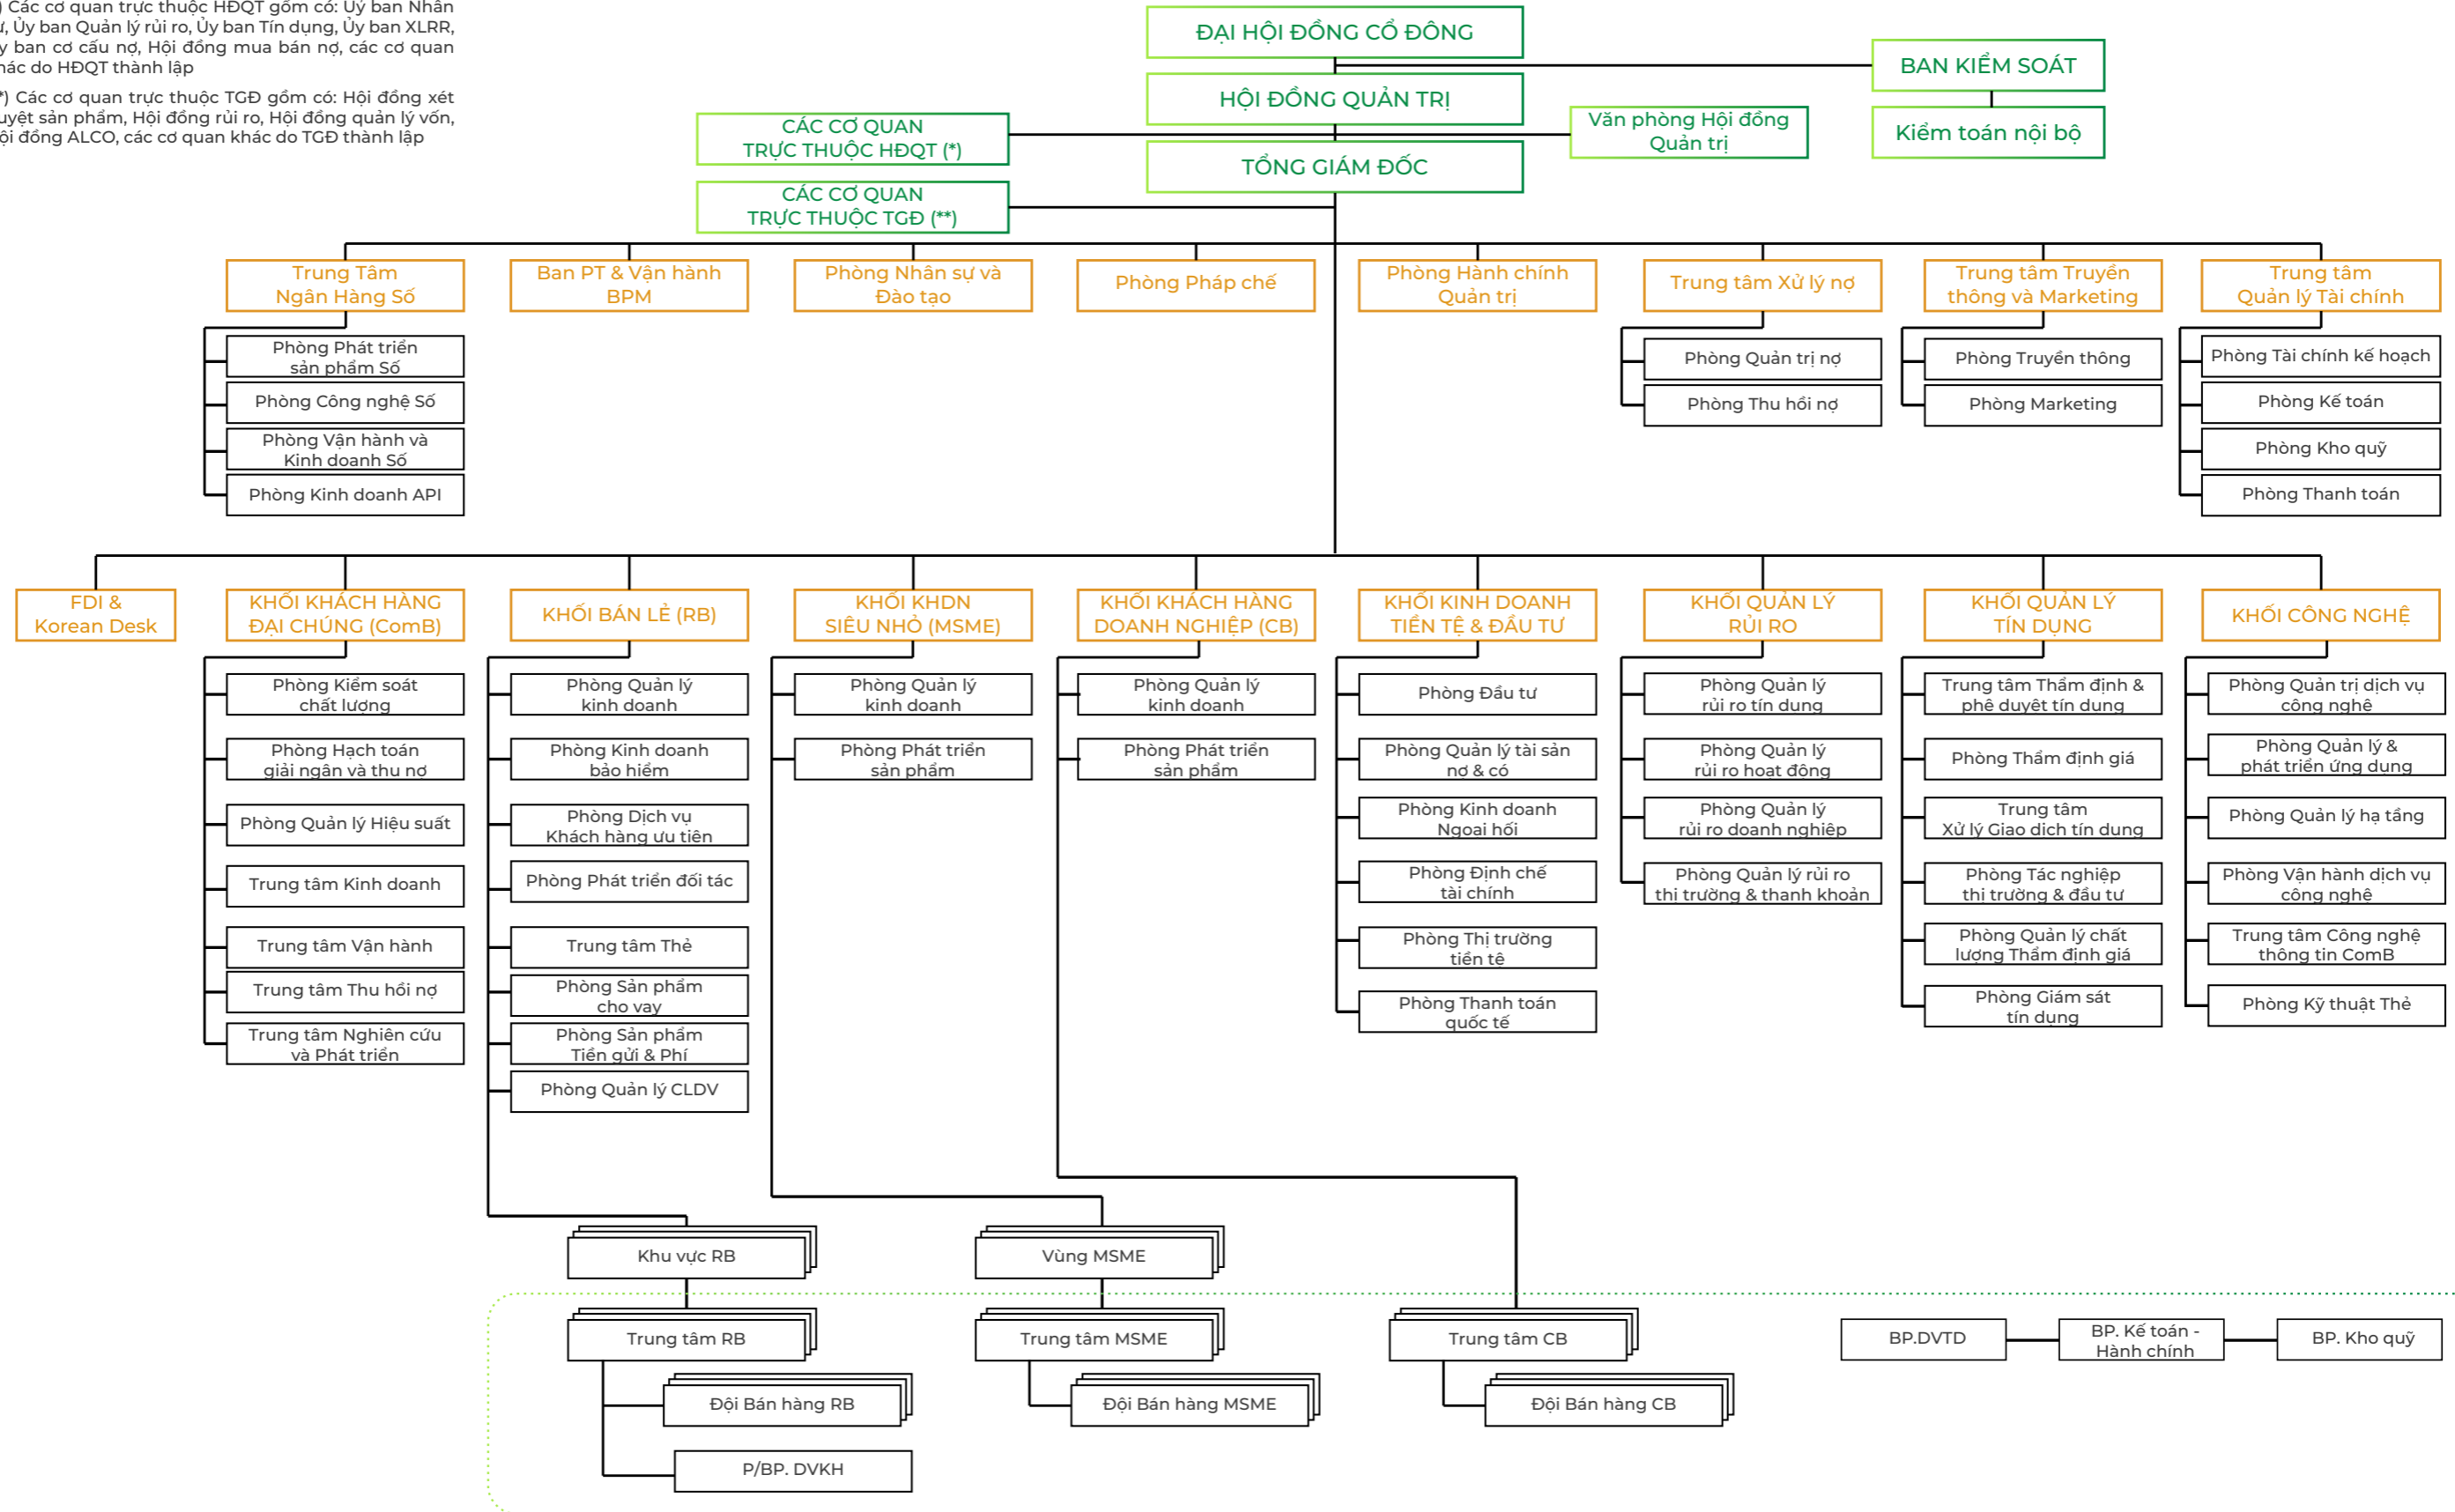 ) Các cơ quan trực thuộc HĐQT gồm có: Uỷ ban Nhân
Ủy ban Quản lý rủi ro, Ủy ban Tín dụng, Ủy ban XLRR,
ban cơ cấu nợ, Hội đồng mua bán nợ, các cơ quan
do HĐQT thành lập
*) Các cơ quan trực thuộc TGĐ gồm có: Hội đồng xét
sản phẩm, Hội đồng rủi ro, Hội đồng quản lý vốn,
đồng ALCO, các cơ quan khác do TGĐ thành lập
ĐẠI HỘI ĐỒNG CỔ ĐÔNG
BAN KIỂM SOÁT
HỘI ĐỒNG QUẢN TRỊ
CÁC CƠ QUAN
TRỰC THUỘC HĐQT (*)
Văn phòng Hội đồng
Quản trị
Kiểm toán nội bộ
TỔNG GIÁM ĐỐC
CÁC CƠ QUAN
TRỰC THUỘC TGĐ (**)
Trung Tâm
Ngân Hàng Số
Ban PT & Vận hành
BPM
Phòng Nhân sự và
Đào tạo
Phòng Pháp chế
Phòng Hành chính
Quản trị
Trung tâm Xử lý nợ
Trung tâm Truyền
thông và Marketing
Trung tâm
Quản lý Tài chính
Phòng Phát triển
sản phẩm Số
Phòng Công nghệ Số
Phòng Vận hành và
Kinh doanh Số
Phòng Kinh doanh API
Phòng Quản trị nợ
Phòng Thu hồi nợ
Phòng Truyền thông
Phòng Marketing
Phòng Tài chính kế hoạch
Phòng Kế toán
Phòng Kho quỹ
Phòng Thanh toán
FDI &
Korean Desk
KHỐI KHÁCH HÀNG
ĐẠI CHÚNG (ComB)
KHỐI BÁN LẺ (RB)
KHỐI KHDN
SIÊU NHỎ (MSME)
KHỐI KHÁCH HÀNG
DOANH NGHIỆP (CB)
KHỐI KINH DOANH
TIỀN TỆ & ĐẦU TƯ
KHỐI QUẢN LÝ
RỦI RO
KHỐI QUẢN LÝ
TÍN DỤNG
KHỐI CÔNG NGHỆ
Phòng Kiểm soát
chất lượng
Phòng Hạch toán
giải ngân và thu nợ
Phòng Quản lý Hiệu suất
Trung tâm Kinh doanh
Trung tâm Vận hành
Trung tâm Thu hồi nợ
Trung tâm Nghiên cứu
và Phát triển
Phòng Quản lý
kinh doanh
Phòng Kinh doanh
bảo hiểm
Phòng Dịch vụ
Khách hàng ưu tiên
Phòng Phát triển đối tác
Trung tâm Thẻ
Phòng Sản phẩm
cho vay
Phòng Sản phẩm
Tiền gửi & Phí
Phòng Quản lý CLDV
Phòng Quản lý
kinh doanh
Phòng Phát triển
sản phẩm
Phòng Quản lý
kinh doanh
Phòng Phát triển
sản phẩm
Phòng Đầu tư
Phòng Quản lý tài sản
nợ & có
Phòng Kinh doanh
Ngoại hối
Phòng Định chế
tài chính
Phòng Thị trường
tiền tệ
Phòng Thanh toán
quốc tế
Phòng Quản lý
rủi ro tín dụng
Phòng Quản lý
rủi ro hoạt động
Phòng Quản lý
rủi ro doanh nghiệp
Phòng Quản lý rủi ro
thị trường & thanh khoản
Trung tâm Thẩm định &
phê duyệt tín dụng
Phòng Thẩm định giá
Trung tâm
Xử lý Giao dịch tín dụng
Phòng Tác nghiệp
thị trường & đầu tư
Phòng Quản lý chất
lượng Thẩm định giá
Phòng Giám sát
tín dụng
Phòng Quản trị dịch vụ
công nghệ
Phòng Quản lý &
phát triển ứng dụng
Phòng Quản lý hạ tầng
Phòng Vận hành dịch vụ
công nghệ
Trung tâm Công nghệ
thông tin ComB
Phòng Kỹ thuật Thẻ
Khu vực RB
Vùng MSME
Trung tâm RB
Trung tâm MSME
Trung tâm CB
BP.DVTD
BP. Kế toán -
Hành chính
BP. Kho quỹ
Đội Bán hàng RB
Đội Bán hàng MSME
Đội Bán hàng CB
P/BP. DVKH